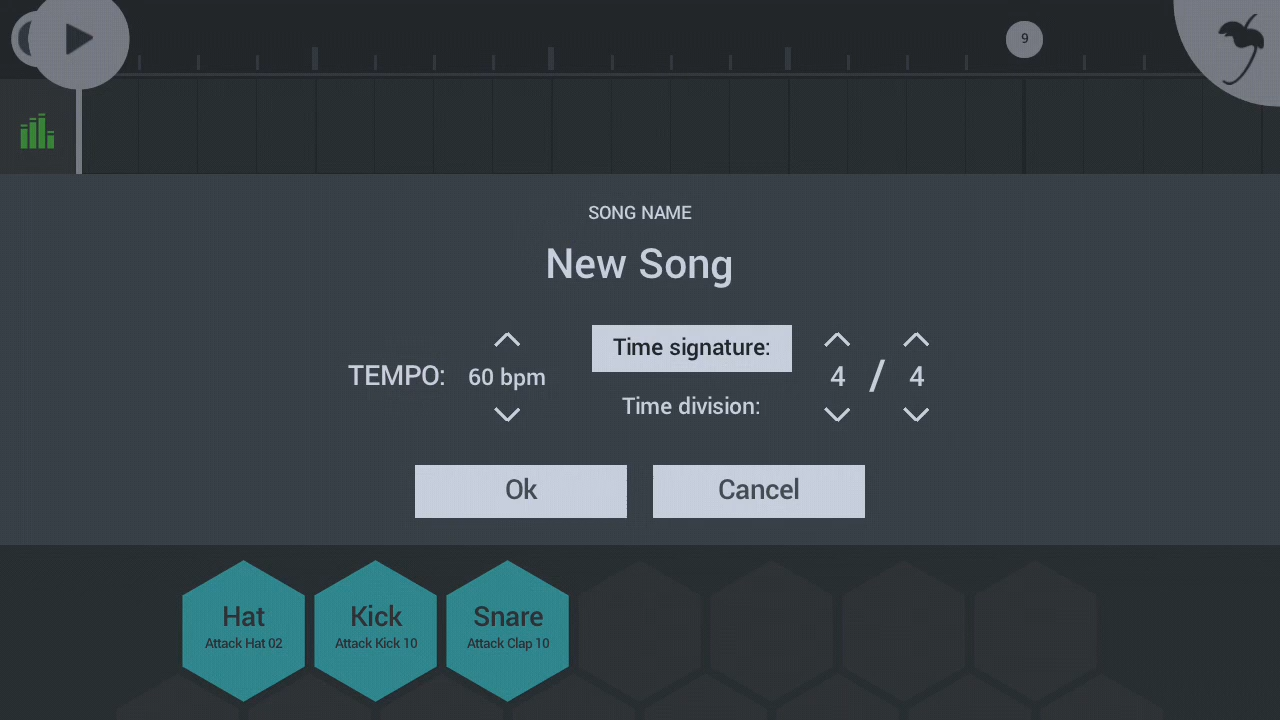 9
SONG NAME
New Song
TEMPO: 60 bpm
Time signature:
4 / 4
Time division:
Ok
Cancel
Hat
Attack Hat 02
Kick
Attack Kick 10
Snare
Attack Clap 10